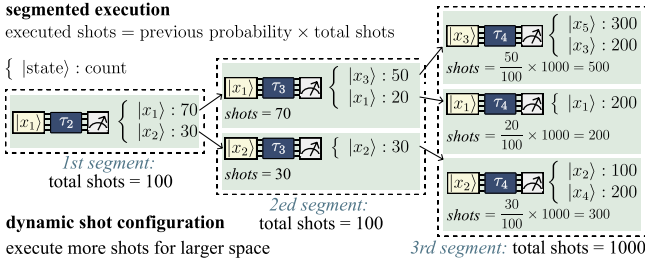 segmented execution
executed shots = previous probability × total shots
{ |state⟩ : count
|x₁⟩ τ₂ { |x₁⟩ : 70
|x₂⟩ : 30
1st segment:
total shots = 100
|x₁⟩ τ₃ { |x₃⟩ : 50
|x₁⟩ : 20
shots = 70
|x₂⟩ τ₃ { |x₂⟩ : 30
shots = 30
2ed segment:
total shots = 100
|x₃⟩ τ₄ { |x₅⟩ : 300
|x₃⟩ : 200
shots = 50/100 × 1000 = 500
|x₁⟩ τ₄ { |x₁⟩ : 200
shots = 20/100 × 1000 = 200
|x₂⟩ τ₄ { |x₂⟩ : 100
|x₄⟩ : 200
shots = 30/100 × 1000 = 300
3rd segment: total shots = 1000
dynamic shot configuration
execute more shots for larger space